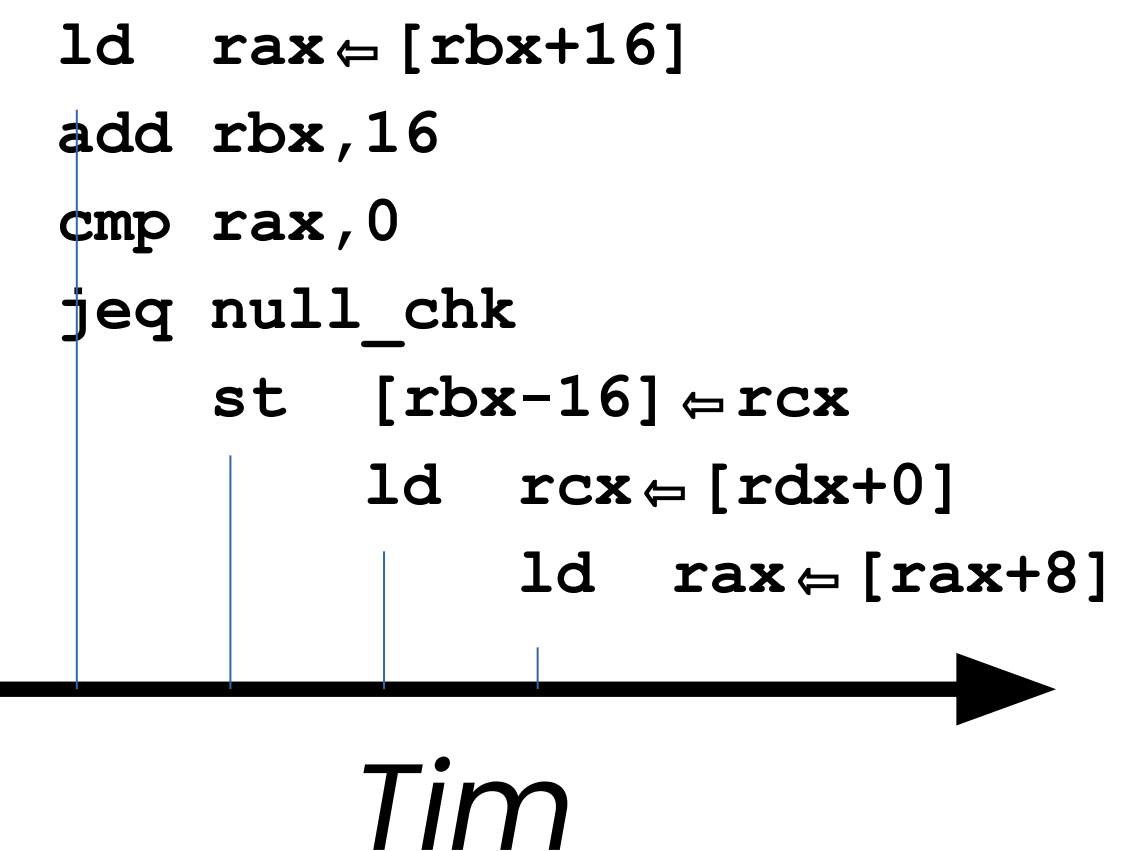 ld rax⇐[rbx+16]
add rbx,16
cmp rax,0
jeq null_chk
st [rbx-16]⇐rcx
ld rcx⇐[rdx+0]
ld rax⇐[rax+8]
Tim